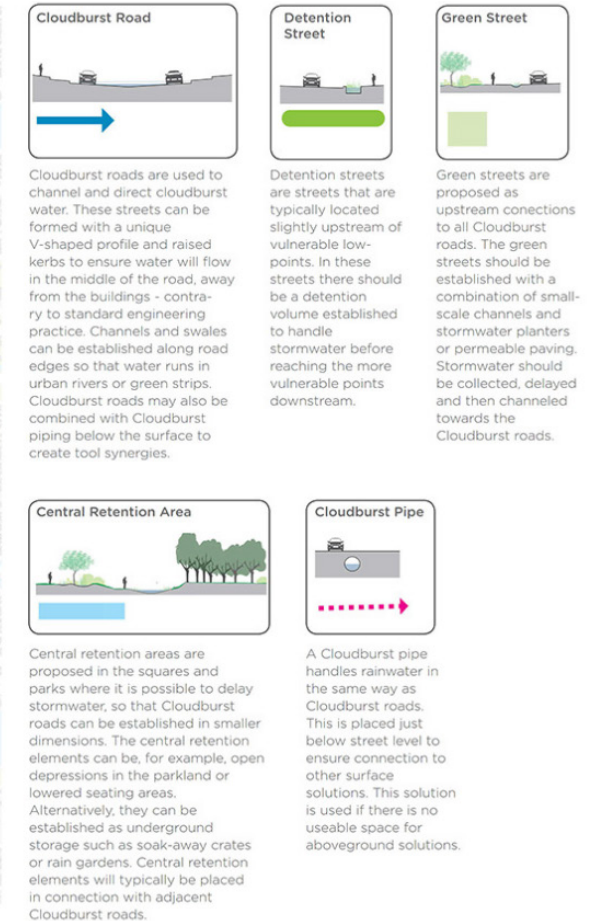 Cloudburst Road
Cloudburst roads are used to
channel and direct cloudburst
water. These streets can be
formed with a unique
V-shaped profile and raised
kerbs to ensure water will flow
in the middle of the road, away
from the buildings - contra-
ry to standard engineering
practice. Channels and swales
can be established along road
edges so that water runs in
urban rivers or green strips.
Cloudburst roads may also be
combined with Cloudburst
piping below the surface to
create tool synergies.
Detention
Street
Detention streets
are streets that are
typically located
slightly upstream of
vulnerable low-
points. In these
streets there should
be a detention
volume established
to handle
stormwater before
reaching the more
vulnerable points
downstream.
Green Street
Green streets are
proposed as
upstream conections
to all Cloudburst
roads. The green
streets should be
established with a
combination of small-
scale channels and
stormwater planters
or permeable paving.
Stormwater should
be collected, delayed
and then channeled
towards the
Cloudburst roads.
Central Retention Area
Central retention areas are
proposed in the squares and
parks where it is possible to delay
stormwater, so that Cloudburst
roads can be established in smaller
dimensions. The central retention
elements can be, for example, open
depressions in the parkland or
lowered seating areas.
Alternatively, they can be
established as underground
storage such as soak-away crates
or rain gardens. Central retention
elements will typically be placed
in connection with adjacent
Cloudburst roads.
Cloudburst Pipe
A Cloudburst pipe
handles rainwater in
the same way as
Cloudburst roads.
This is placed just
below street level to
ensure connection to
other surface
solutions. This solution
is used if there is no
useable space for
aboveground solutions.